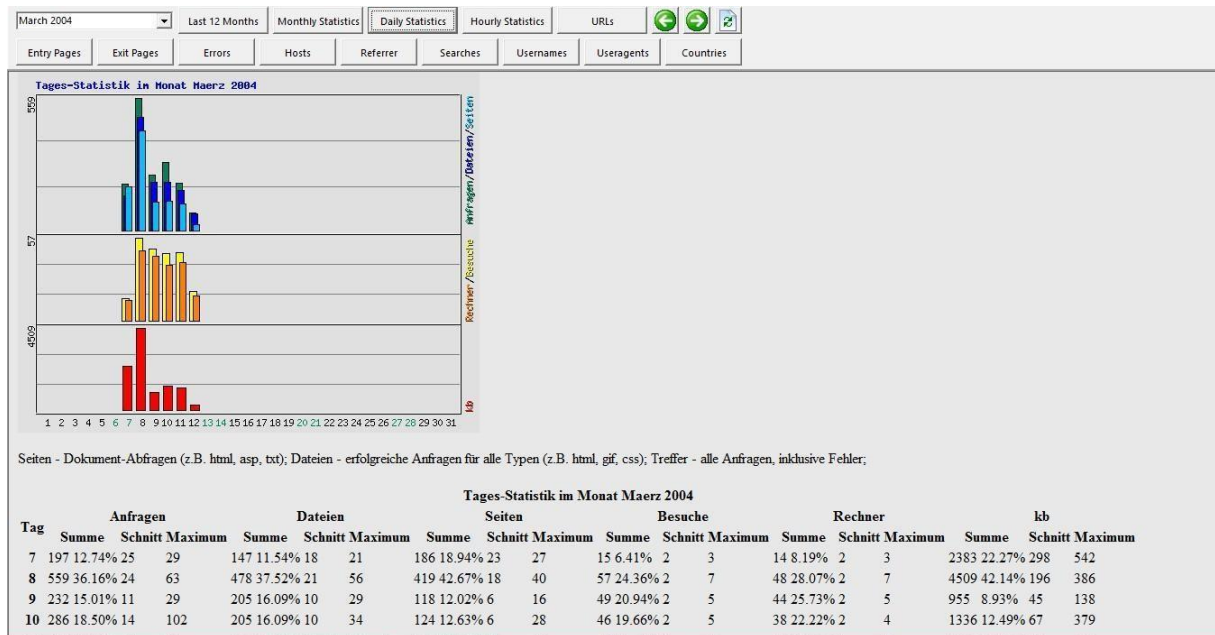 March 2004 Last 12 Months Monthly Statistics Daily Statistics Hourly Statistics URLs
Entry Pages Exit Pages Errors Hosts Referrer Searches Usernames Useragents Countries
Tages-Statistik im Monat Maerz 2004
559
Anfragen/Dateien/Seiten
57
Rechner/Besuche
4509
kb
1 2 3 4 5 6 7 8 9 10 11 12 13 14 15 16 17 18 19 20 21 22 23 24 25 26 27 28 29 30 31
Seiten - Dokument-Abfragen (z.B. html, asp, txt); Dateien - erfolgreiche Anfragen für alle Typen (z.B. html, gif, css); Treffer - alle Anfragen, inklusive Fehler;
Tages-Statistik im Monat Maerz 2004
Tag Anfragen Dateien Seiten Besuche Rechner kb
Summe Schnitt Maximum Summe Schnitt Maximum Summe Schnitt Maximum Summe Schnitt Maximum Summe Schnitt Maximum Summe Schnitt Maximum
7 197 12.74% 25 29 147 11.54% 18 21 186 18.94% 23 27 15 6.41% 2 3 14 8.19% 2 3 2383 22.27% 298 542
8 559 36.16% 24 63 478 37.52% 21 56 419 42.67% 18 40 57 24.36% 2 7 48 28.07% 2 7 4509 42.14% 196 386
9 232 15.01% 11 29 205 16.09% 10 29 118 12.02% 6 16 49 20.94% 2 5 44 25.73% 2 5 955 8.93% 45 138
10 286 18.50% 14 102 205 16.09% 10 34 124 12.63% 6 28 46 19.66% 2 5 38 22.22% 2 4 1336 12.49% 67 379